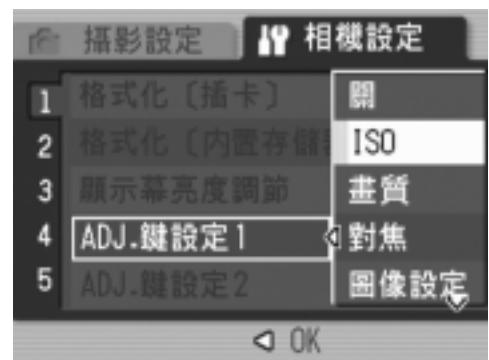 攝影設定 相機設定
1 格式化〔插卡〕 關
2 格式化〔內置存儲 ISO
3 顯示幕亮度調節 畫質
4 ADJ.鍵設定1 對焦
5 ADJ.鍵設定2 圖像設定
OK